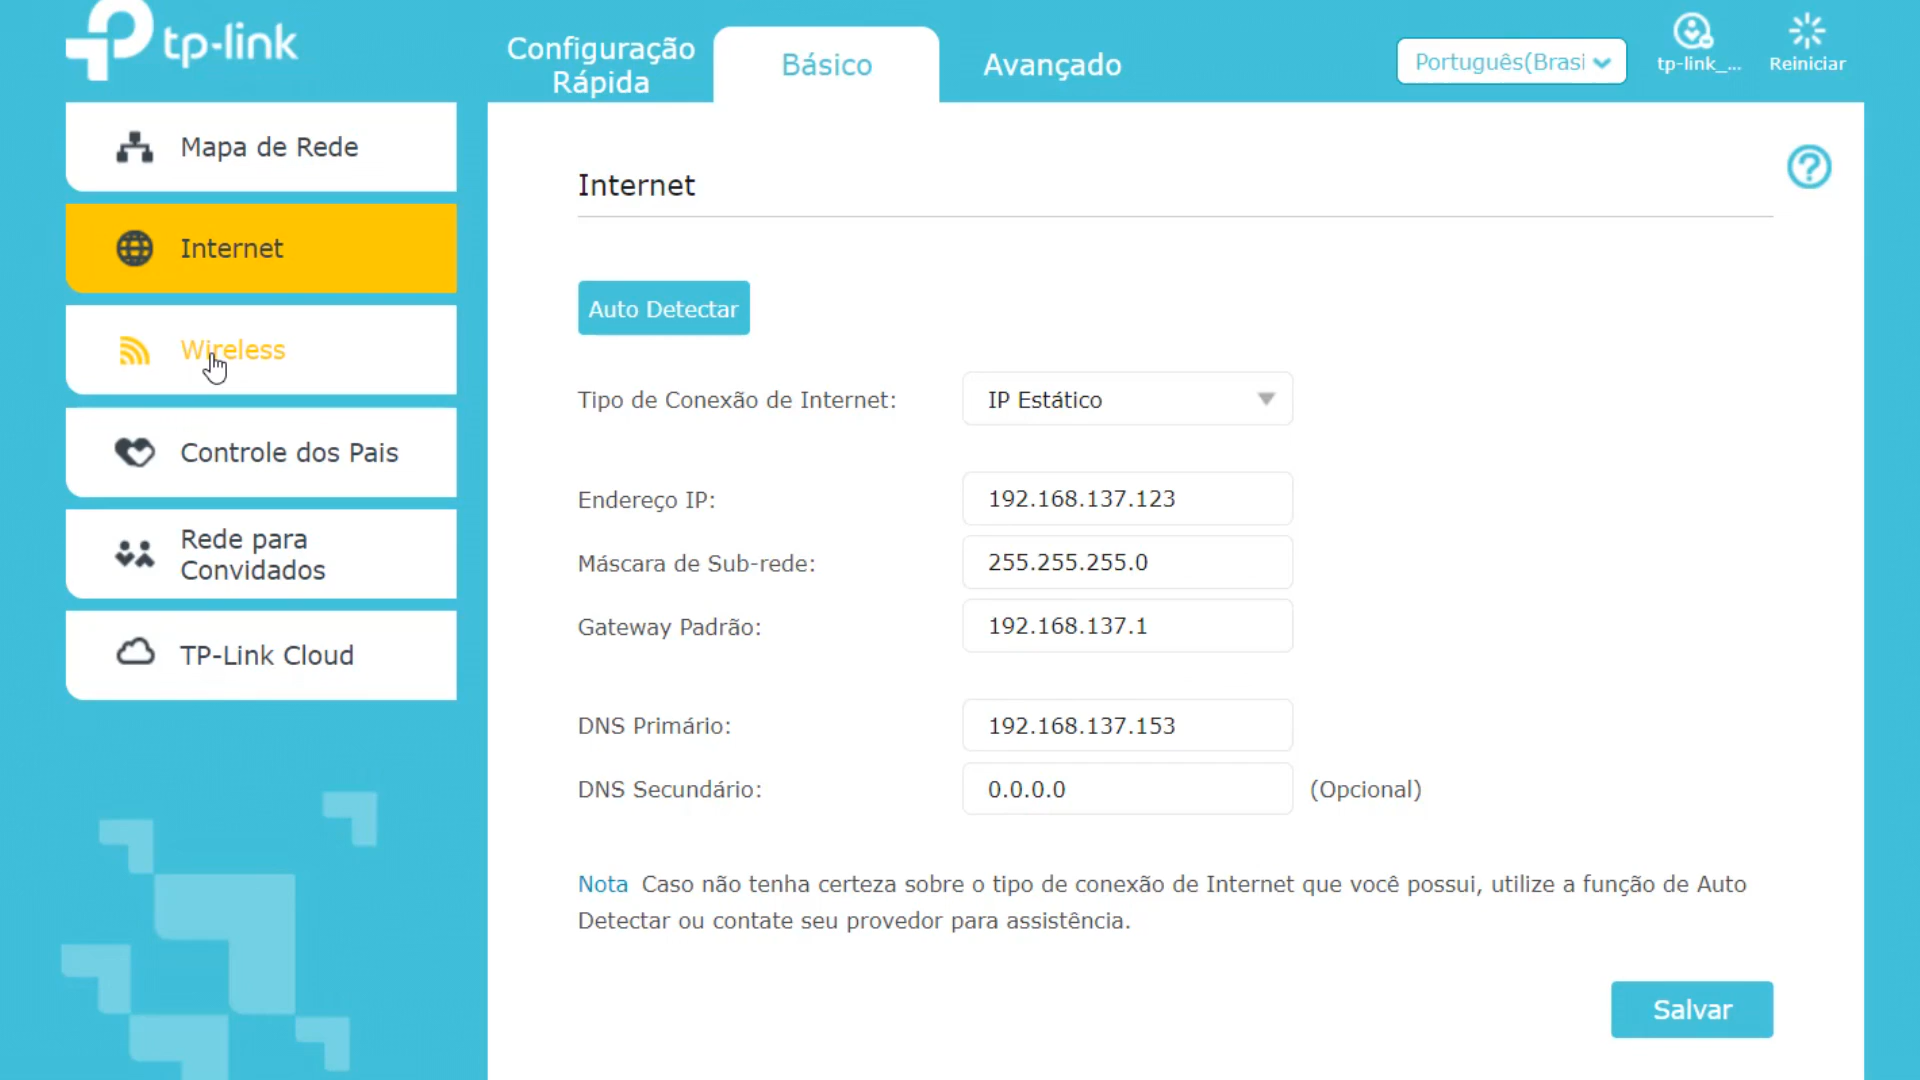 tp-link
Configuração
Rápida
Básico
Avançado
Português(Brasi
tp-link_...
Reiniciar
Mapa de Rede
Internet
Wireless
Controle dos Pais
Rede para
Convidados
TP-Link Cloud
Internet
Auto Detectar
Tipo de Conexão de Internet: IP Estático
Endereço IP: 192.168.137.123
Máscara de Sub-rede: 255.255.255.0
Gateway Padrão: 192.168.137.1
DNS Primário: 192.168.137.153
DNS Secundário: 0.0.0.0 (Opcional)
Nota Caso não tenha certeza sobre o tipo de conexão de Internet que você possui, utilize a função de Auto
Detectar ou contate seu provedor para assistência.
Salvar